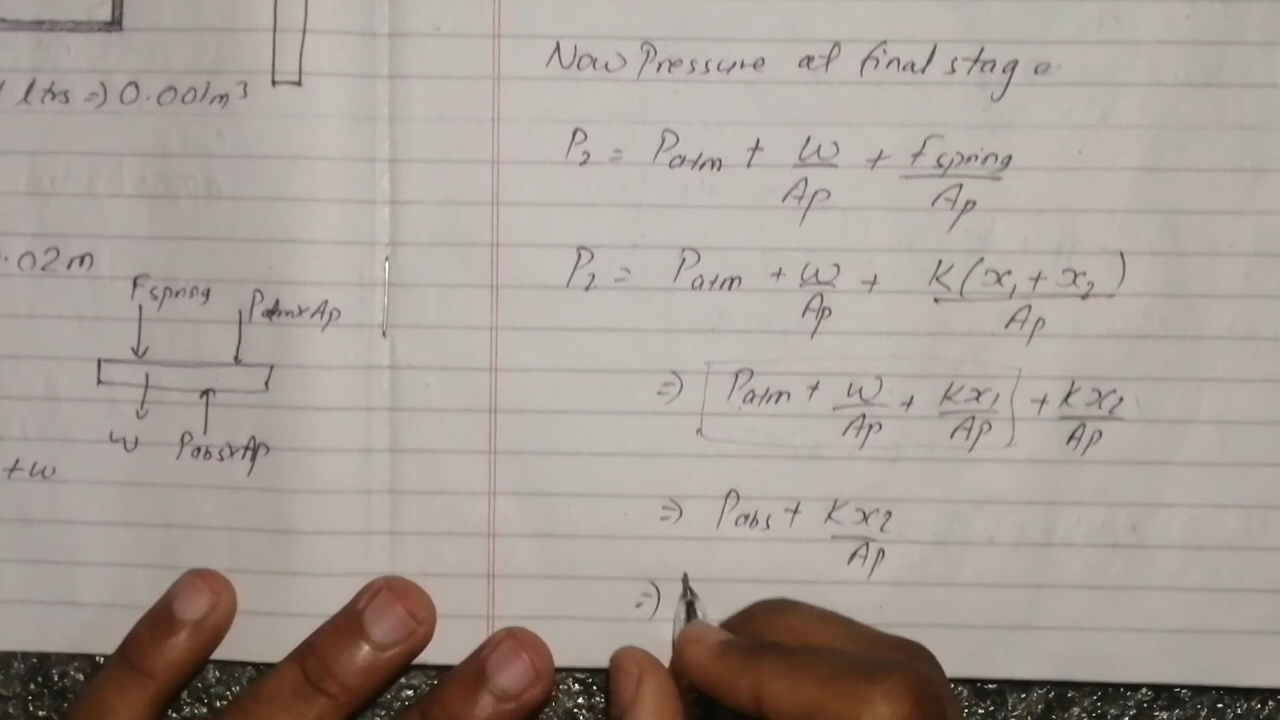 1 ltrs ⇒ 0.001m³
.02m
Fspring
Patm×Ap
w
Pabs×Ap
+w
Now Pressure at final stage
P₂ = Patm + w/Ap + Fspring/Ap
P₂ = Patm + w/Ap + K(x₁ + x₂)/Ap
⇒ [Patm + w/Ap + Kx₁/Ap] + Kx₂/Ap
⇒ Pabs + Kx₂/Ap
⇒